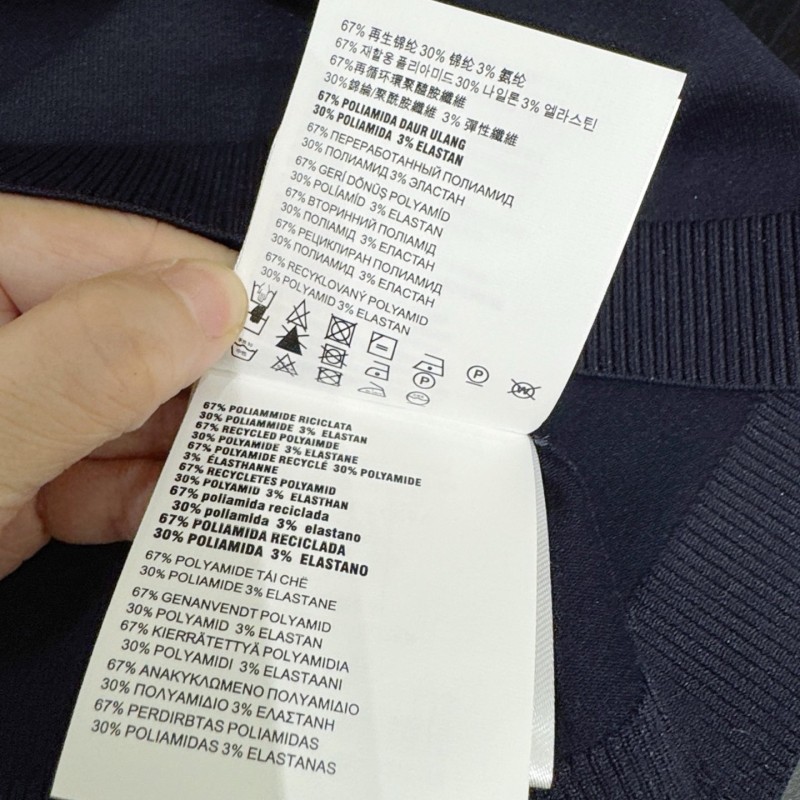 67% 再生锦纶 30% 锦纶 3% 氨纶
67% 재활용 폴리아미드 30% 나일론 3% 엘라스틴
67%再循环環聚醯胺纖維
30%錦綸/聚酰胺纖維 3% 彈性纖維
67% POLIAMIDA DAUR ULANG
30% POLIAMIDA 3% ELASTAN
67% ПЕРЕРАБОТАННЫЙ ПОЛИАМИД
30% ПОЛИАМИД 3% ЭЛАСТАН
67% GERİ DÖNÜŞ POLYAMİD
30% POLİAMİD 3% ELASTAN
67% ВТОРИННИЙ ПОЛІАМІД
30% ПОЛІАМІД 3% ЕЛАСТАН
67% РЕЦИКЛИРАН ПОЛИАМИД
30% ПОЛИАМИД 3% ЕЛАСТАН
67% RECYKLOVANÝ POLYAMID
30% POLYAMID 3% ELASTAN
P
P
67% POLIAMMIDE RICICLATA
30% POLIAMMIDE 3% ELASTAN
67% RECYCLED POLYAIMDE
30% POLYAMIDE 3% ELASTANE
67% POLYAMIDE RECYCLÉ 30% POLYAMIDE
3% ÉLASTHANNE
67% RECYCLETES POLYAMID
30% POLYAMID 3% ELASTHAN
67% poliamida reciclada
30% poliamida 3% elastano
67% POLIAMIDA RECICLADA
30% POLIAMIDA 3% ELASTANO
67% POLYAMIDE TÁI CHẾ
30% POLIAMIDE 3% ELASTANE
67% GENANVENDT POLYAMID
30% POLYAMID 3% ELASTAN
67% KIERRÄTETTYÄ POLYAMIDIA
30% POLYAMIDI 3% ELASTAANI
67% ΑΝΑΚΥΚΛΩΜΕΝΟ ΠΟΛΥΑΜΙΔΙΟ
30% ΠΟΛΥΑΜΙΔΙΟ 3% ΕΛΑΣΤΑΝΗ
67% PERDIRBTAS POLIAMIDAS
30% POLIAMIDAS 3% ELASTANAS